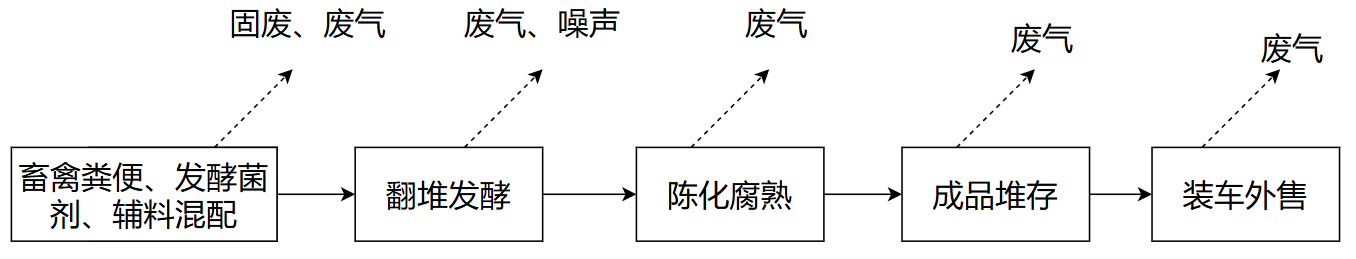 固废、废气
废气、噪声
废气
废气
废气
畜禽粪便、发酵菌
剂、辅料混配
翻堆发酵
陈化腐熟
成品堆存
装车外售